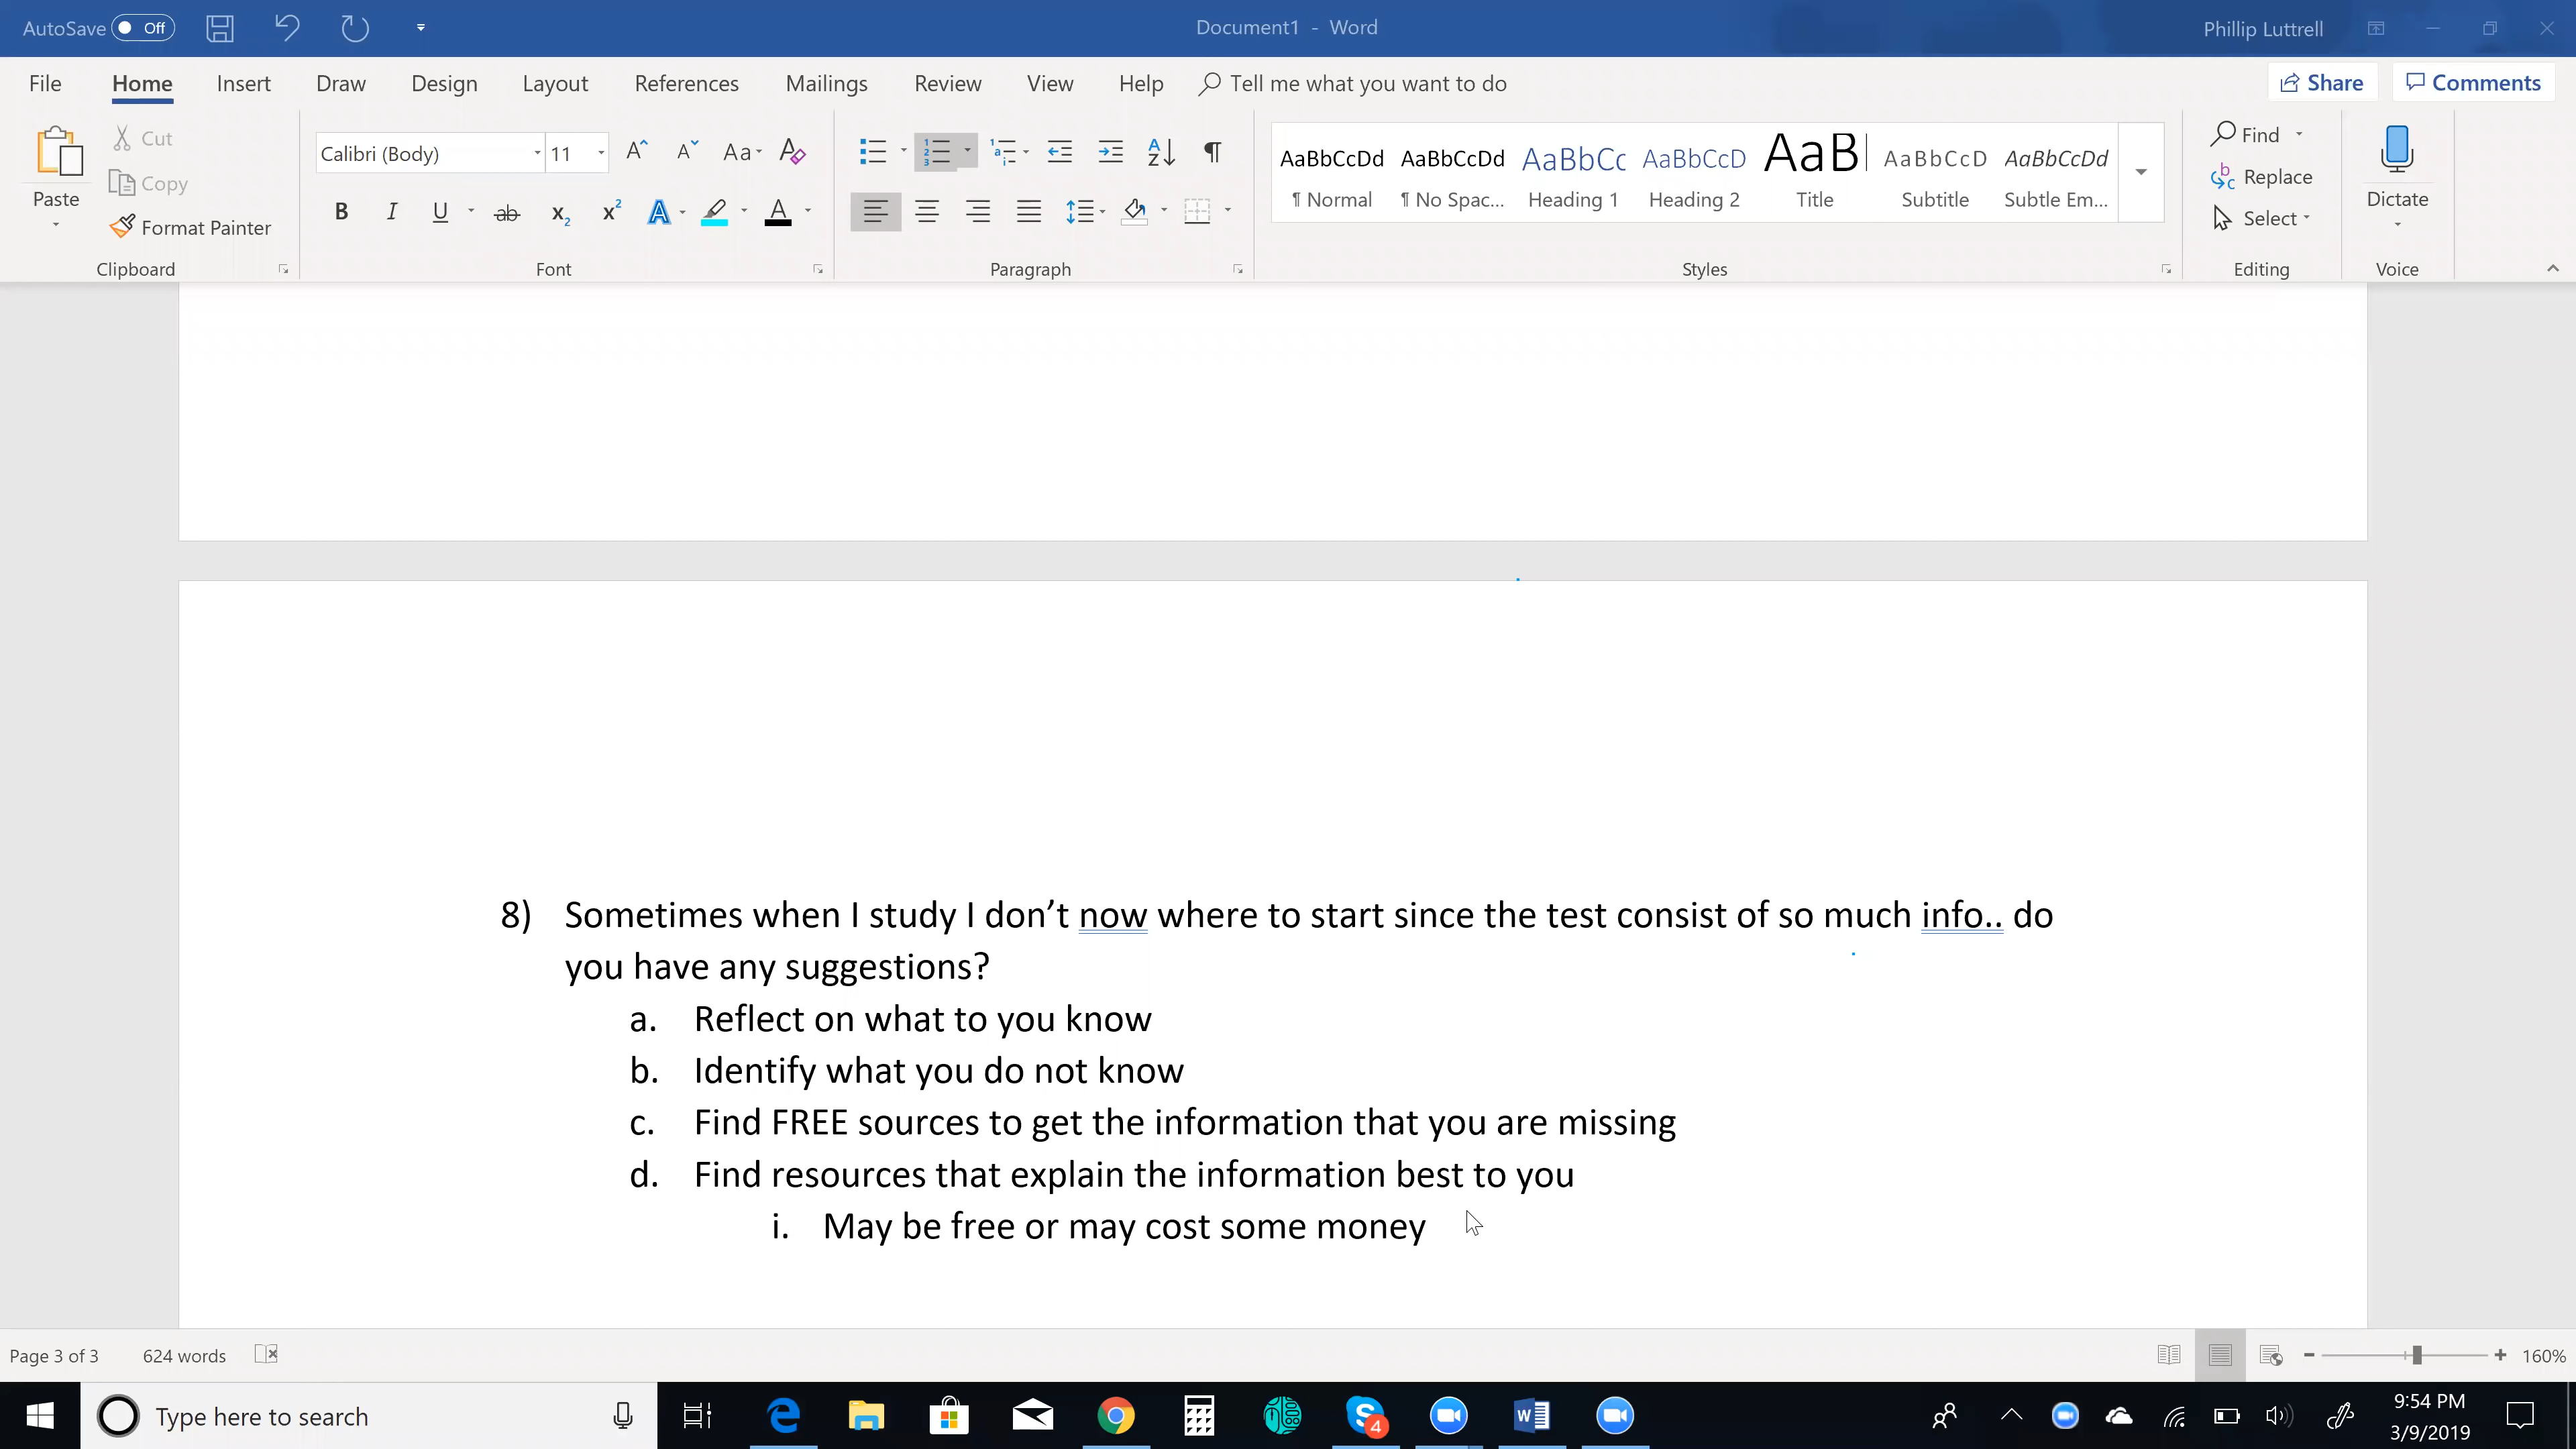 AutoSave Off Document1 - Word Phillip Luttrell
File Home Insert Draw Design Layout References Mailings Review View Help Tell me what you want to do Share Comments
Paste
Cut
Copy
Format Painter
Clipboard
Calibri (Body) 11
Font
Paragraph
AaBbCcDd AaBbCcDd AaBbCc AaBbCcD AaB AaBbCcD AaBbCcDd
¶ Normal ¶ No Spac... Heading 1 Heading 2 Title Subtitle Subtle Em...
Styles
Find
Replace
Select
Editing
Dictate
Voice
8) Sometimes when I study I don’t now where to start since the test consist of so much info.. do
you have any suggestions?
a. Reflect on what to you know
b. Identify what you do not know
c. Find FREE sources to get the information that you are missing
d. Find resources that explain the information best to you
i. May be free or may cost some money
Page 3 of 3 624 words 160%
Type here to search
4
9:54 PM
3/9/2019